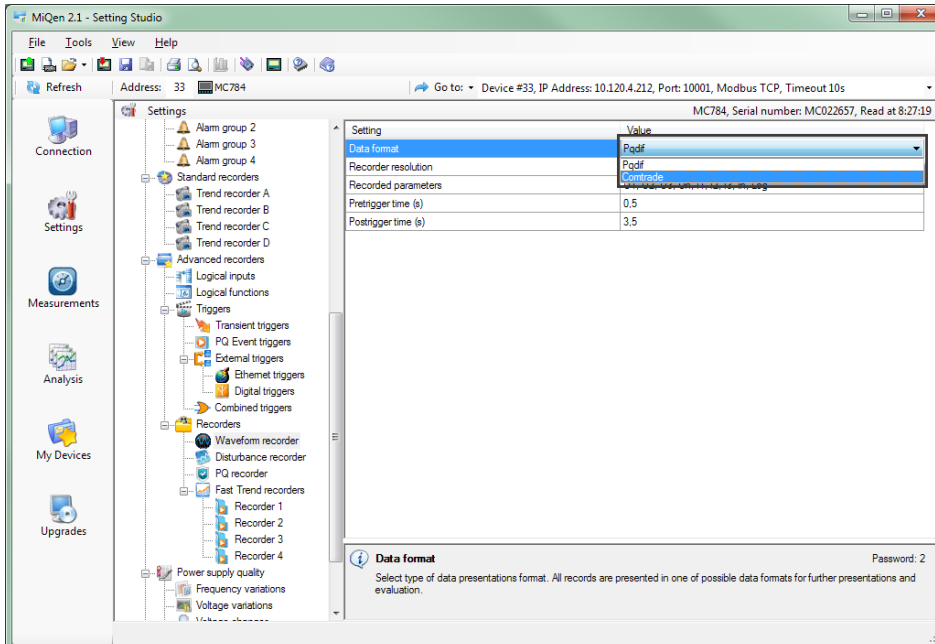 MiQen 2.1 - Setting Studio
File Tools View Help
Refresh Address: 33 MC784 Go to: Device #33, IP Address: 10.120.4.212, Port: 10001, Modbus TCP, Timeout 10s
Settings MC784, Serial number: MC022657, Read at 8:27:19
Connection
Settings
Measurements
Analysis
My Devices
Upgrades
Alarm group 2
Alarm group 3
Alarm group 4
Standard recorders
Trend recorder A
Trend recorder B
Trend recorder C
Trend recorder D
Advanced recorders
Logical inputs
Logical functions
Triggers
Transient triggers
PQ Event triggers
External triggers
Ethernet triggers
Digital triggers
Combined triggers
Recorders
Waveform recorder
Disturbance recorder
PQ recorder
Fast Trend recorders
Recorder 1
Recorder 2
Recorder 3
Recorder 4
Power supply quality
Frequency variations
Voltage variations
Voltage changes
Setting Value
Data format Pqdif
Recorder resolution Pqdif
Comtrade
Recorded parameters
Pretrigger time (s) 0,5
Postrigger time (s) 3,5
Data format Password: 2
Select type of data presentations format. All records are presented in one of possible data formats for further presentations and
evaluation.